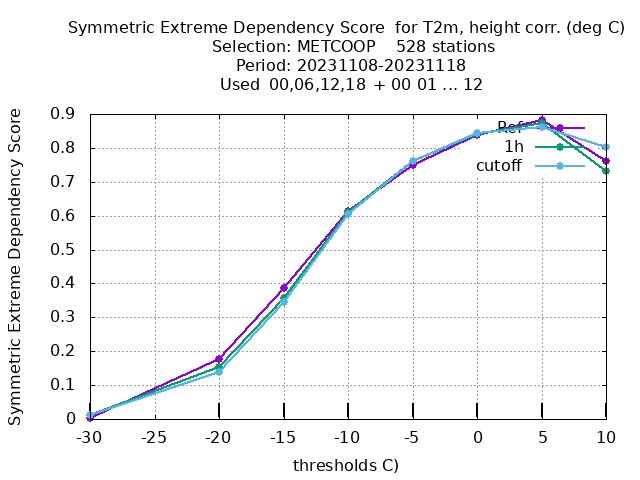 Symmetric Extreme Dependency Score for T2m, height corr. (deg C)
Selection: METCOOP 528 stations
Period: 20231108-20231118
Used 00,06,12,18 + 00 01 ... 12
Symmetric Extreme Dependency Score
0.9
0.8
0.7
0.6
0.5
0.4
0.3
0.2
0.1
0
Ref
1h
cutoff
-30 -25 -20 -15 -10 -5 0 5 10
thresholds C)